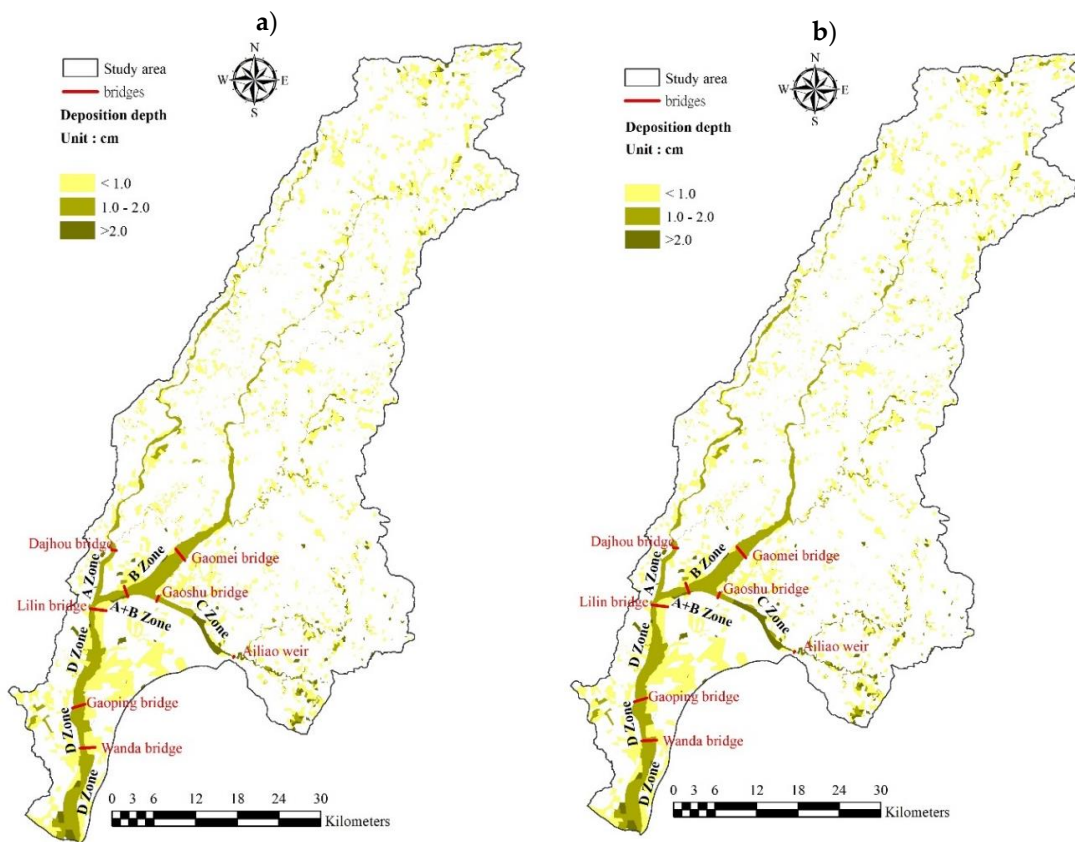 a)
N
W E
S
Study area
bridges
Deposition depth
Unit : cm
< 1.0
1.0 - 2.0
>2.0
Dajhou bridge
A Zone
B Zone
Gaomei bridge
Gaoshu bridge
Lilin bridge
A+B Zone
C Zone
D Zone
Ailiao weir
Gaoping bridge
D Zone
Wanda bridge
D Zone
0 3 6 12 18 24 30
Kilometers
b)
N
W E
S
Study area
bridges
Deposition depth
Unit : cm
< 1.0
1.0 - 2.0
>2.0
Dajhou bridge
A Zone
B Zone
Gaomei bridge
Gaoshu bridge
Lilin bridge
A+B Zone
C Zone
D Zone
Ailiao weir
Gaoping bridge
D Zone
Wanda bridge
D Zone
0 3 6 12 18 24 30
Kilometers